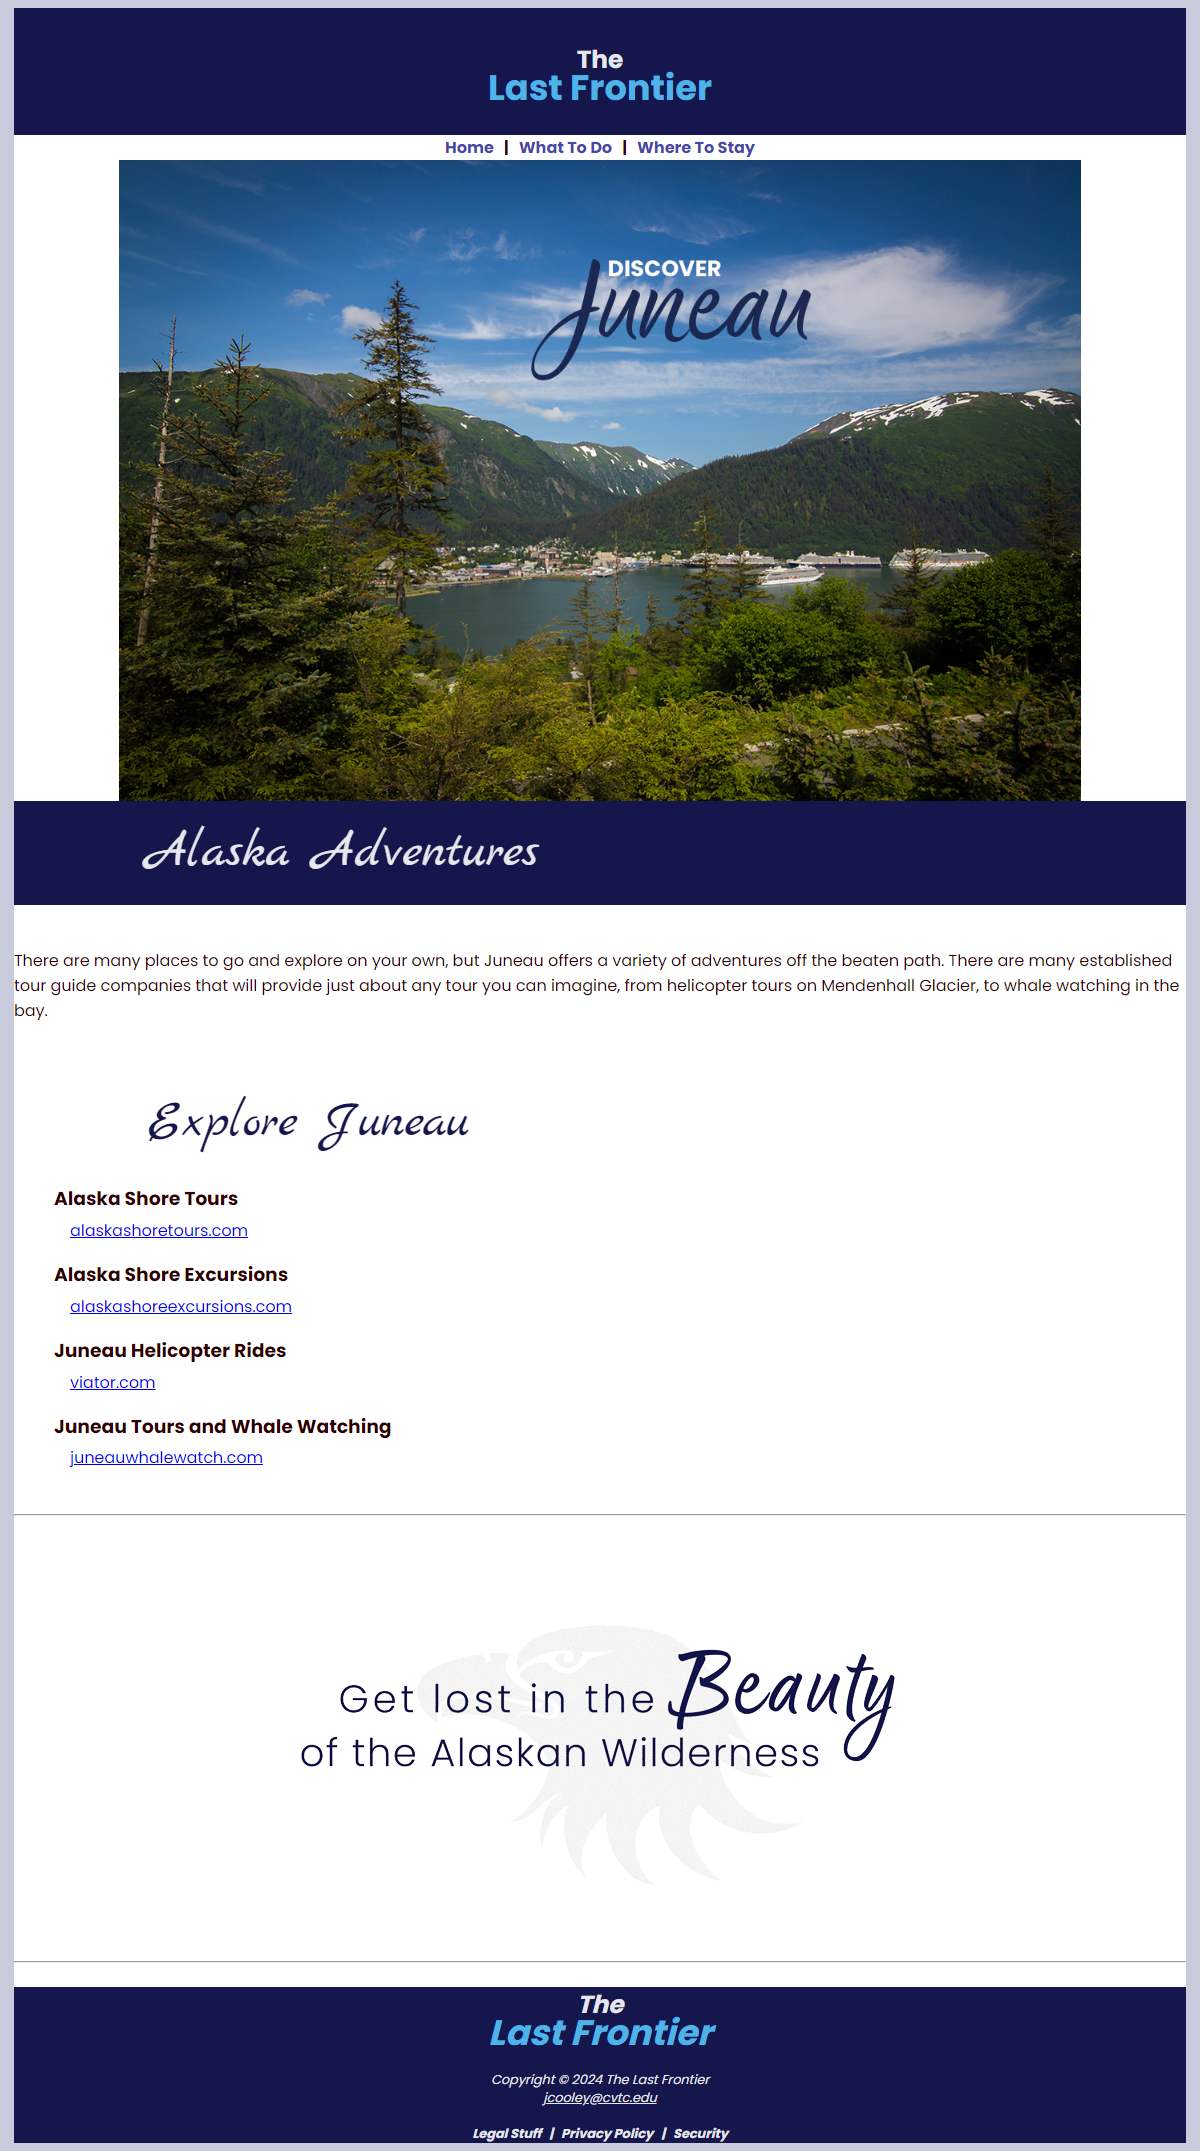 The
Last Frontier
Home | What To Do | Where To Stay
DISCOVER
Juneau
Alaska Adventures
There are many places to go and explore on your own, but Juneau offers a variety of adventures off the beaten path. There are many established
tour guide companies that will provide just about any tour you can imagine, from helicopter tours on Mendenhall Glacier, to whale watching in the
bay.
Explore Juneau
Alaska Shore Tours
alaskashoretours.com
Alaska Shore Excursions
alaskashoreexcursions.com
Juneau Helicopter Rides
viator.com
Juneau Tours and Whale Watching
juneauwhalewatch.com
Get lost in the Beauty
of the Alaskan Wilderness
The
Last Frontier
Copyright © 2024 The Last Frontier
jcooley@cvtc.edu
Legal Stuff | Privacy Policy | Security